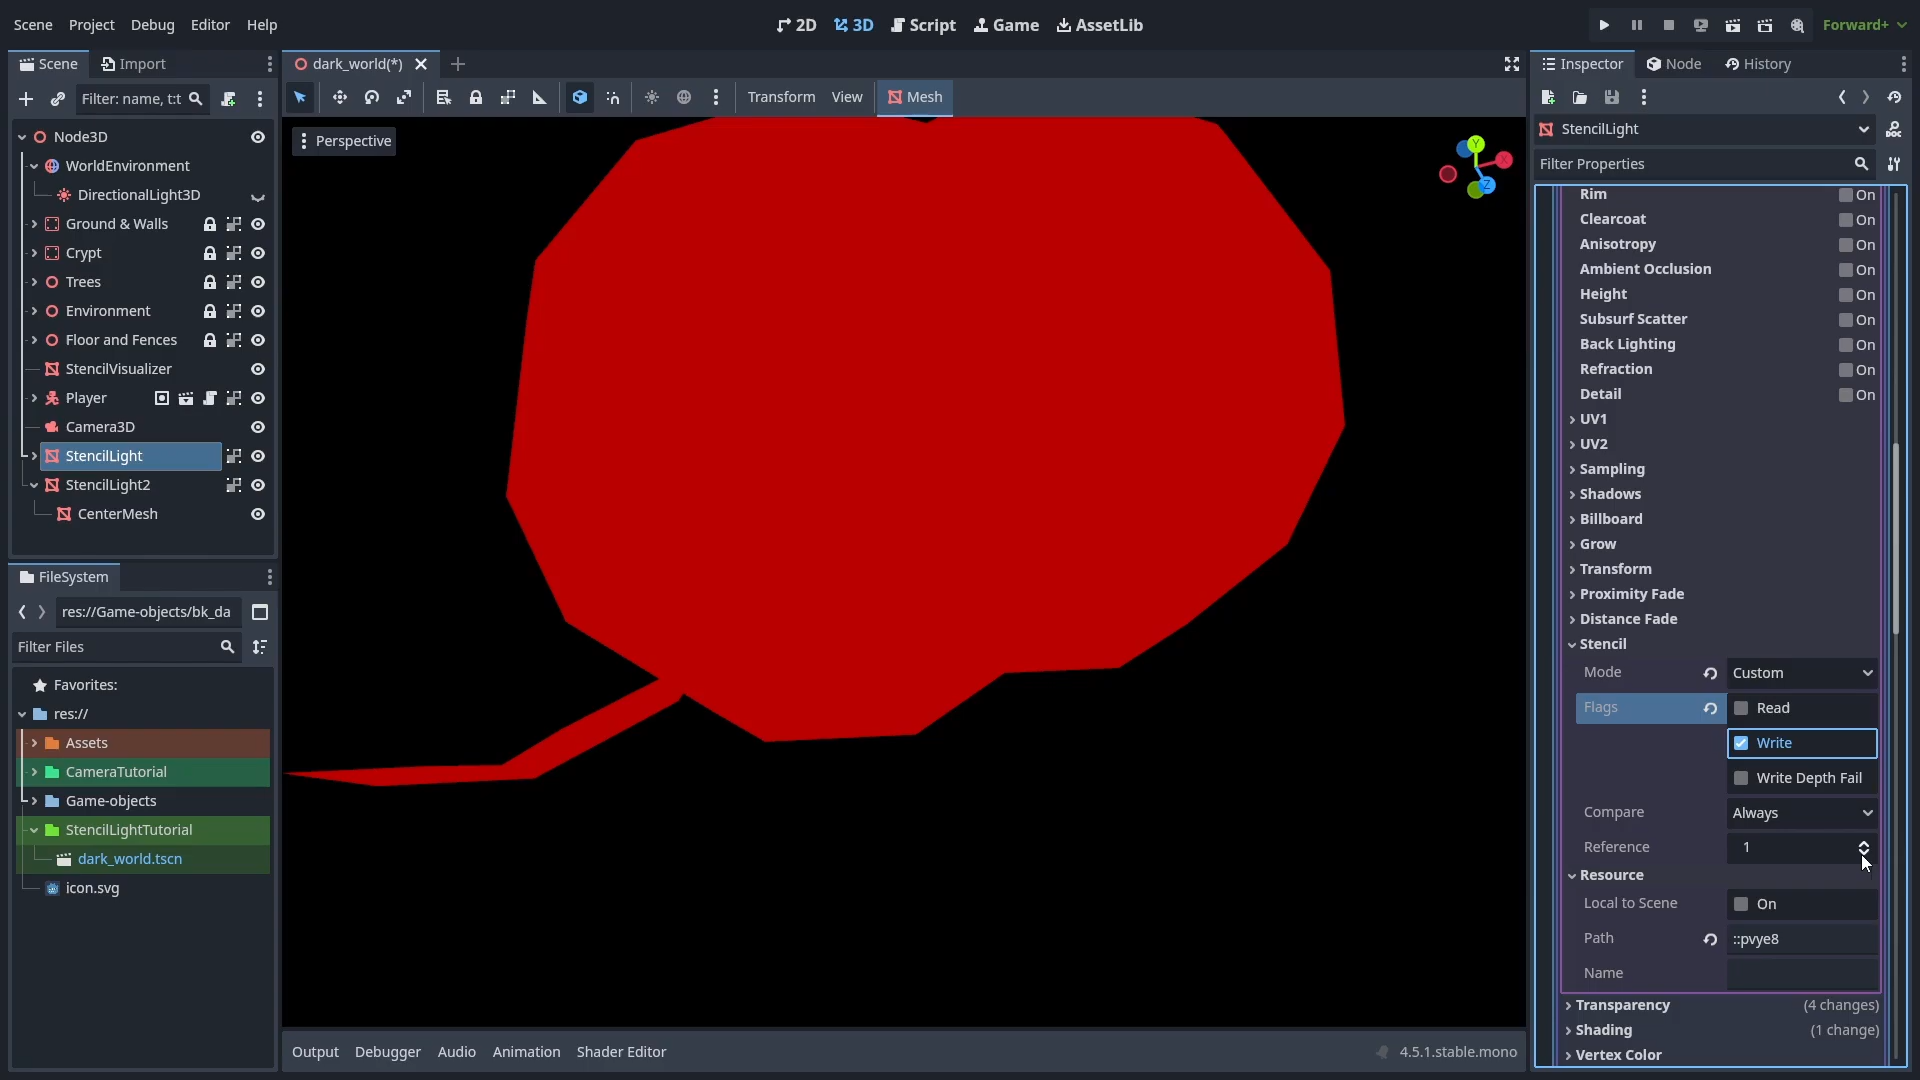 Scene Project Debug Editor Help
2D 3D Script Game AssetLib
Forward+
Scene Import
Filter: name, t:t
Node3D
WorldEnvironment
DirectionalLight3D
Ground & Walls
Crypt
Trees
Environment
Floor and Fences
StencilVisualizer
Player
Camera3D
StencilLight
StencilLight2
CenterMesh
FileSystem
res://Game-objects/bk_da
Filter Files
Favorites:
res://
Assets
CameraTutorial
Game-objects
StencilLightTutorial
dark_world.tscn
icon.svg
dark_world(*)
Transform View Mesh
Perspective
Y
X
Z
Output Debugger Audio Animation Shader Editor
4.5.1.stable.mono
Inspector Node History
StencilLight
DOC
Filter Properties
Rim On
Clearcoat On
Anisotropy On
Ambient Occlusion On
Height On
Subsurf Scatter On
Back Lighting On
Refraction On
Detail On
UV1
UV2
Sampling
Shadows
Billboard
Grow
Transform
Proximity Fade
Distance Fade
Stencil
Mode Custom
Flags Read
Write
Write Depth Fail
Compare Always
Reference 1
Resource
Local to Scene On
Path ::pvye8
Name
Transparency (4 changes)
Shading (1 change)
Vertex Color